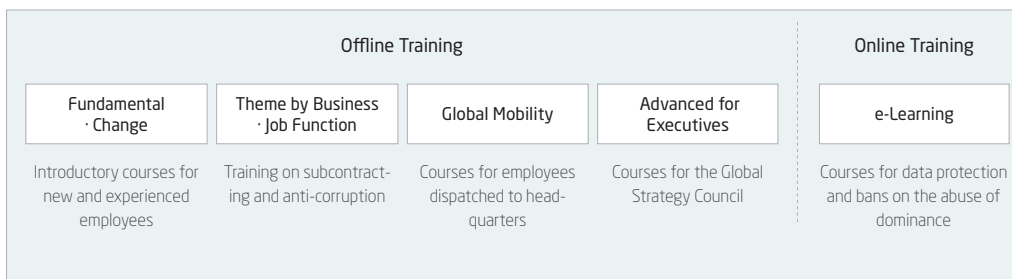 Offline Training
Online Training
Fundamental
· Change
Theme by Business
· Job Function
Global Mobility
Advanced for
Executives
e-Learning
Introductory courses for
new and experienced
employees
Training on subcontract-
ing and anti-corruption
Courses for employees
dispatched to head-
quarters
Courses for the Global
Strategy Council
Courses for data protection
and bans on the abuse of
dominance